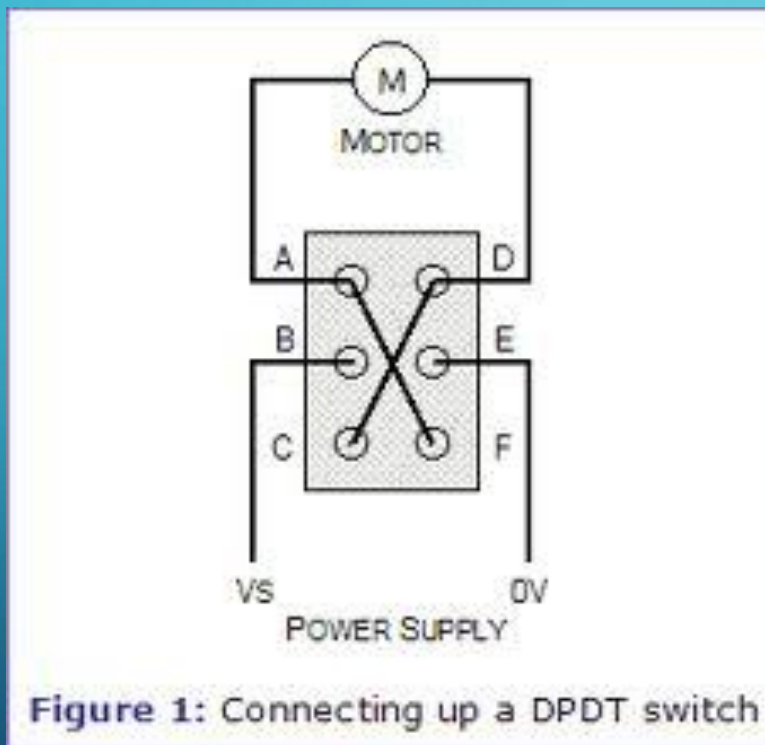 M
MOTOR
A D
B E
C F
VS 0V
POWER SUPPLY
Figure 1: Connecting up a DPDT switch